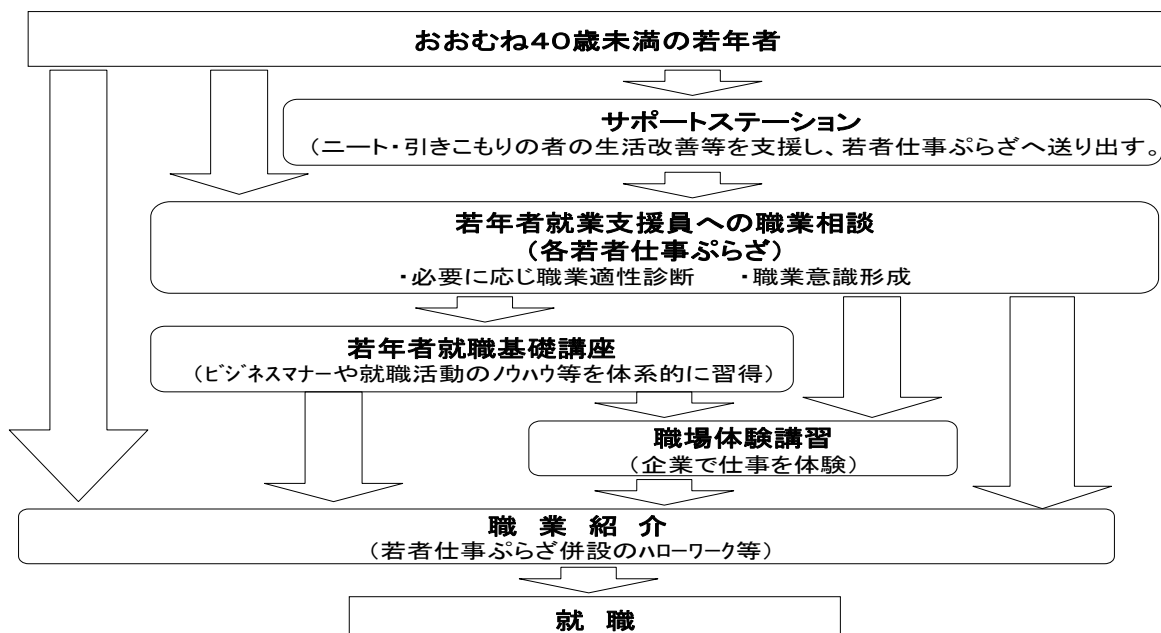 おおむね４０歳未満の若年者
サポートステーション
（ニート・引きこもりの者の生活改善等を支援し、若者仕事ぷらざへ送り出す。
若年者就業支援員への職業相談
（各若者仕事ぷらざ）
・必要に応じ職業適性診断　・職業意識形成
若年者就職基礎講座
（ﾋﾞｼﾞﾈｽﾏﾅｰや就職活動のﾉｳﾊｳ等を体系的に習得）
職場体験講習
（企業で仕事を体験）
職 業 紹 介
（若者仕事ぷらざ併設のﾊﾛｰﾜｰｸ等）
就 職